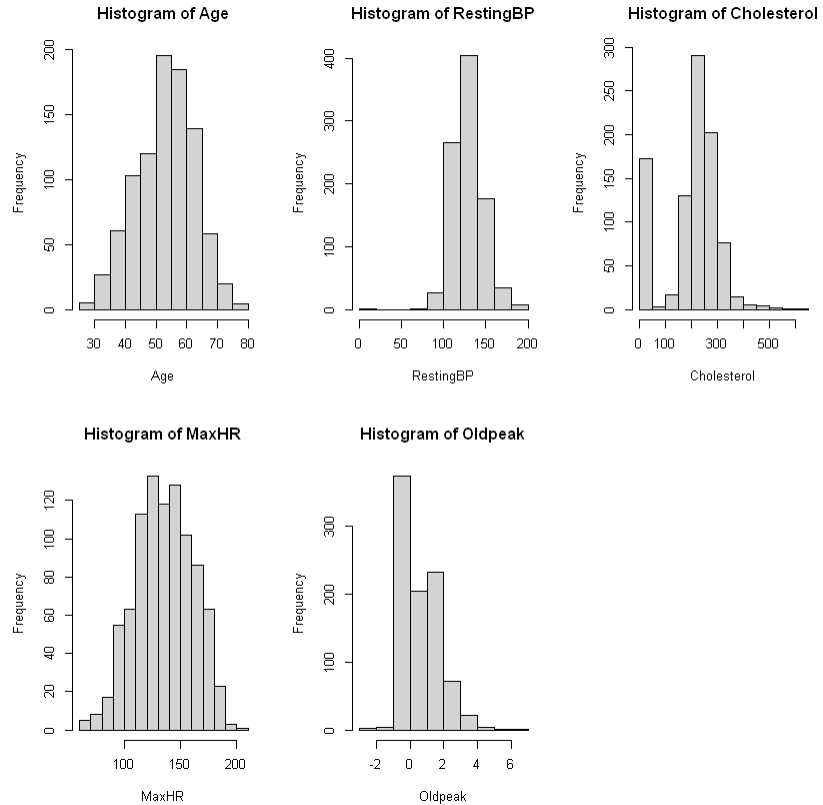 Histogram of Age
Frequency
0 50 100 150 200
30 40 50 60 70 80
Age
Histogram of RestingBP
Frequency
0 100 200 300 400
0 50 100 150 200
RestingBP
Histogram of Cholesterol
Frequency
0 50 100 150 200 250 300
0 100 300 500
Cholesterol
Histogram of MaxHR
Frequency
0 20 40 60 80 100 120
100 150 200
MaxHR
Histogram of Oldpeak
Frequency
0 100 200 300
-2 0 2 4 6
Oldpeak